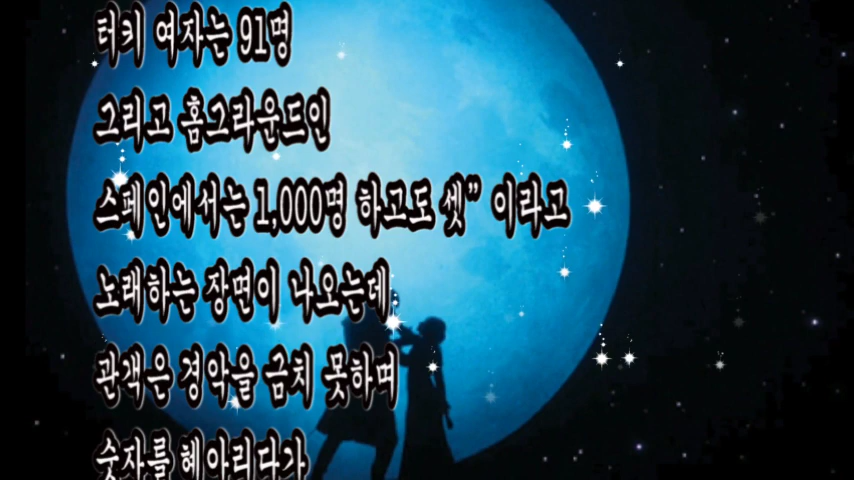 터키 여자는 91명
그리고 홈그라운드인
스페인에서는 1,000명 하고도 셋” 이라고
노래하는 장면이 나오는데
관객은 경악을 금치 못하며
숫자를 헤아리다가